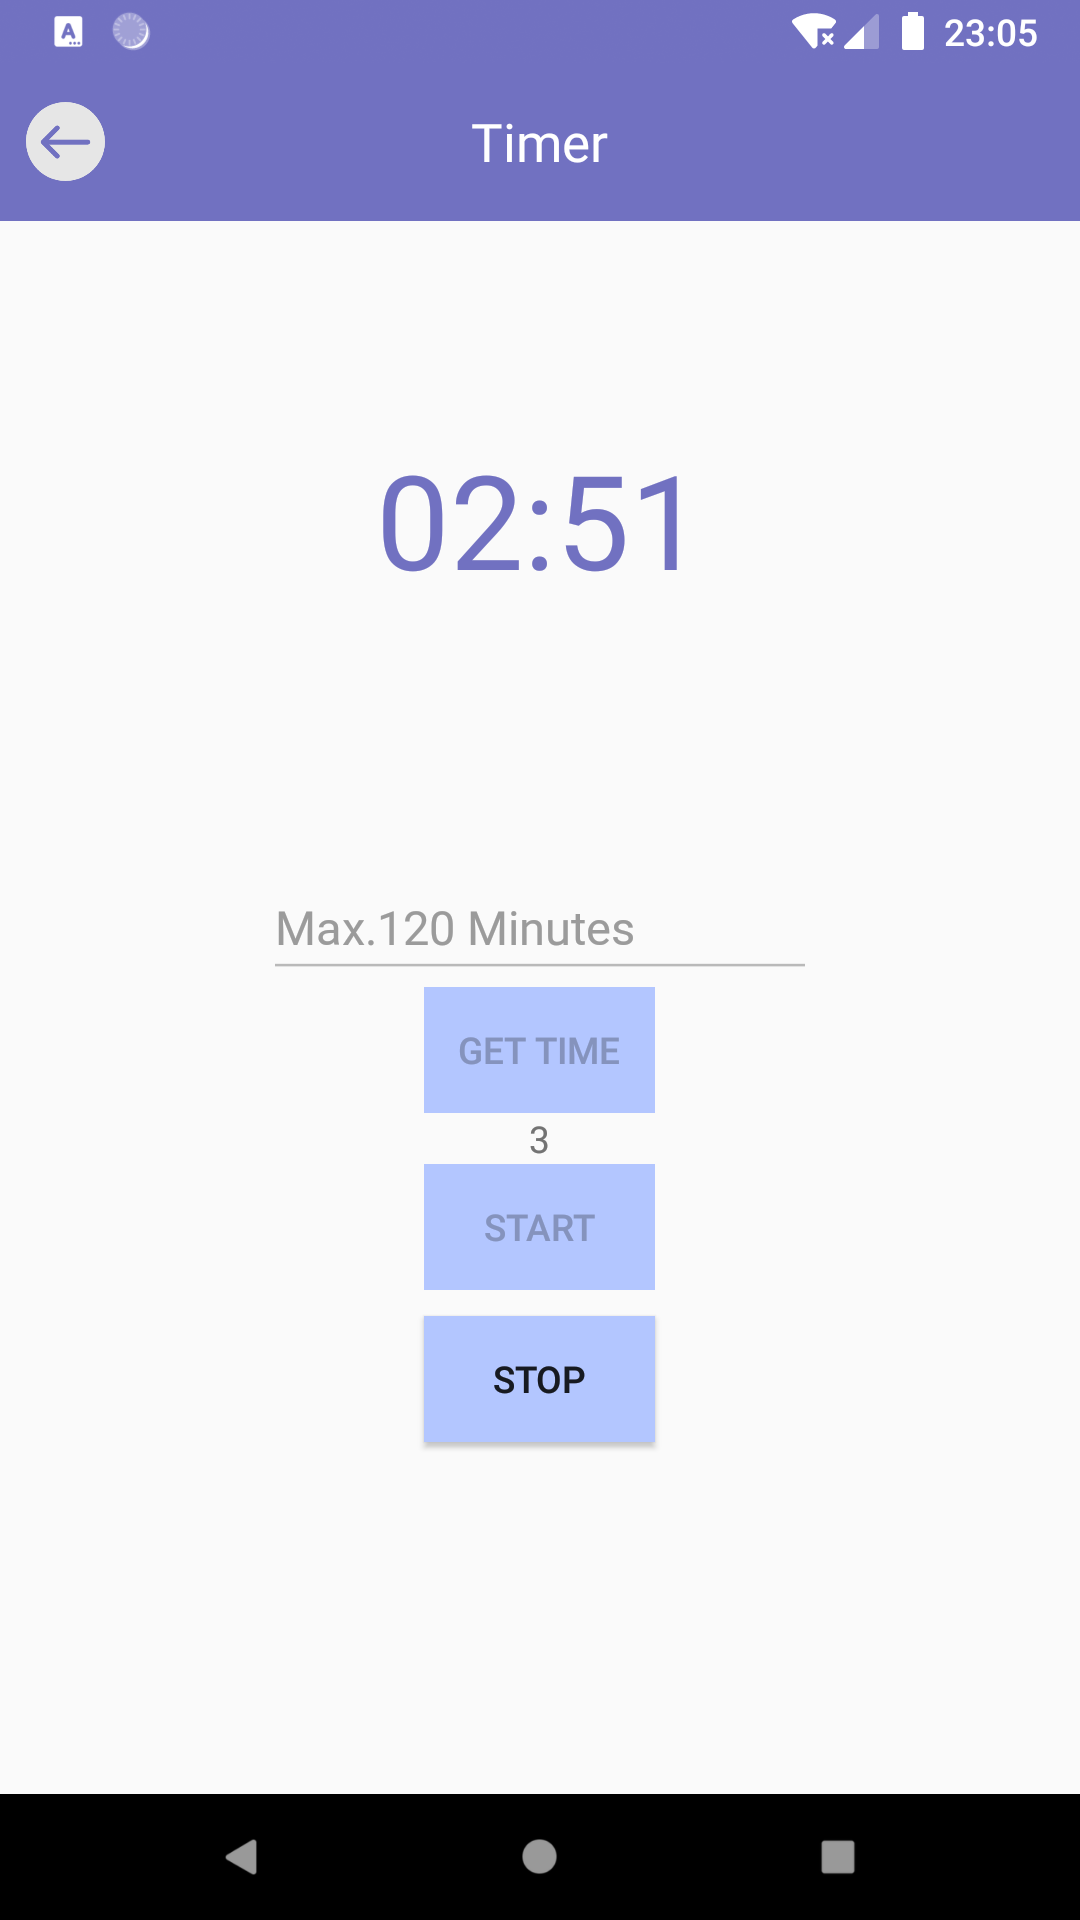 23:05
Timer
02:51
Max.120 Minutes
GET TIME
3
START
STOP